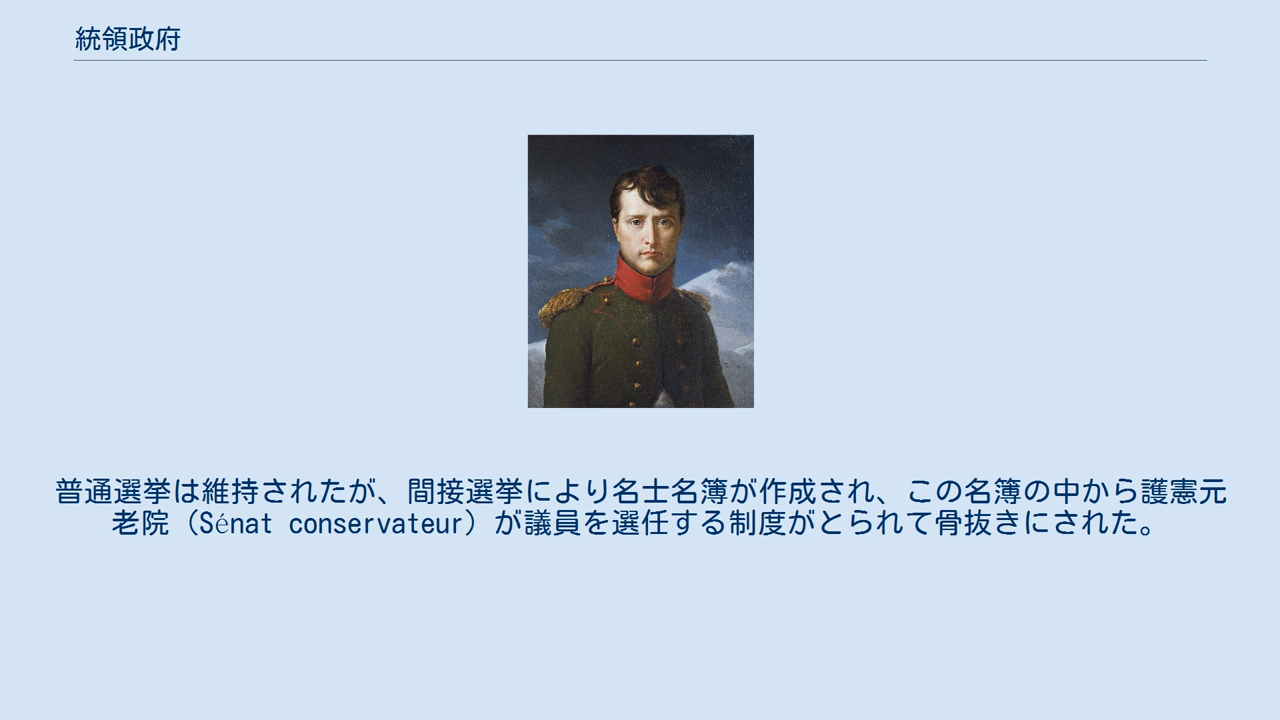 統領政府
普通選挙は維持されたが、間接選挙により名士名簿が作成され、この名簿の中から護憲元
老院（Sénat conservateur）が議員を選任する制度がとられて骨抜きにされた。